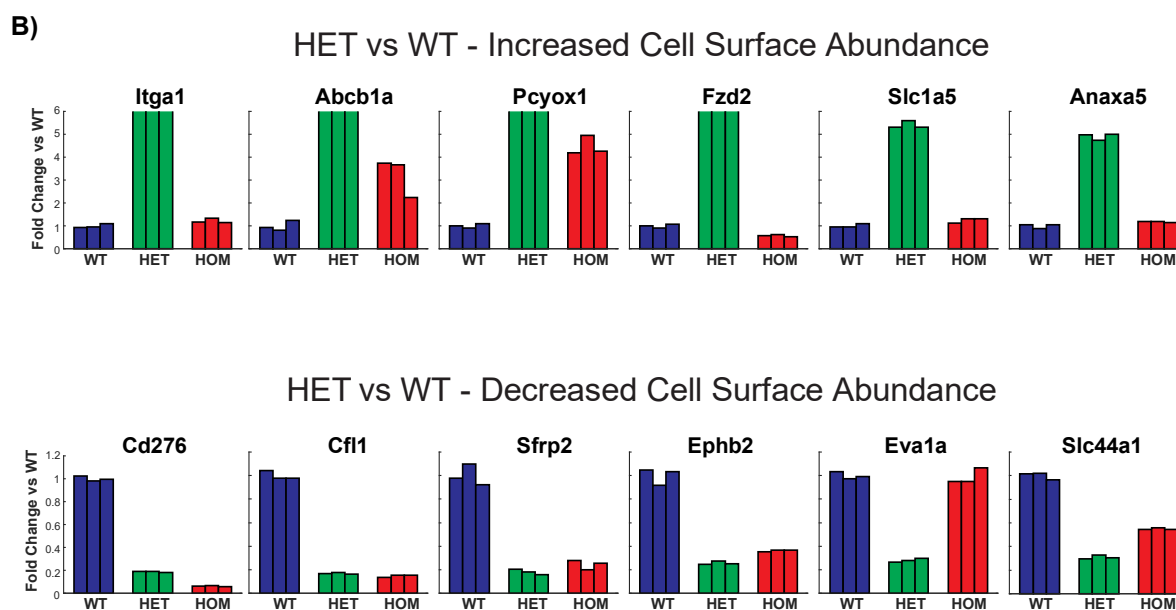 B)
HET vs WT - Increased Cell Surface Abundance
Itga1 Abcb1a Pcyox1 Fzd2 Slc1a5 Anaxa5
Fold Change vs WT
6
5
4
3
2
1
0
WT HET HOM WT HET HOM WT HET HOM WT HET HOM WT HET HOM WT HET HOM
HET vs WT - Decreased Cell Surface Abundance
Cd276 Cfl1 Sfrp2 Ephb2 Eva1a Slc44a1
Fold Change vs WT
1.2
1
0.8
0.6
0.4
0.2
0
WT HET HOM WT HET HOM WT HET HOM WT HET HOM WT HET HOM WT HET HOM